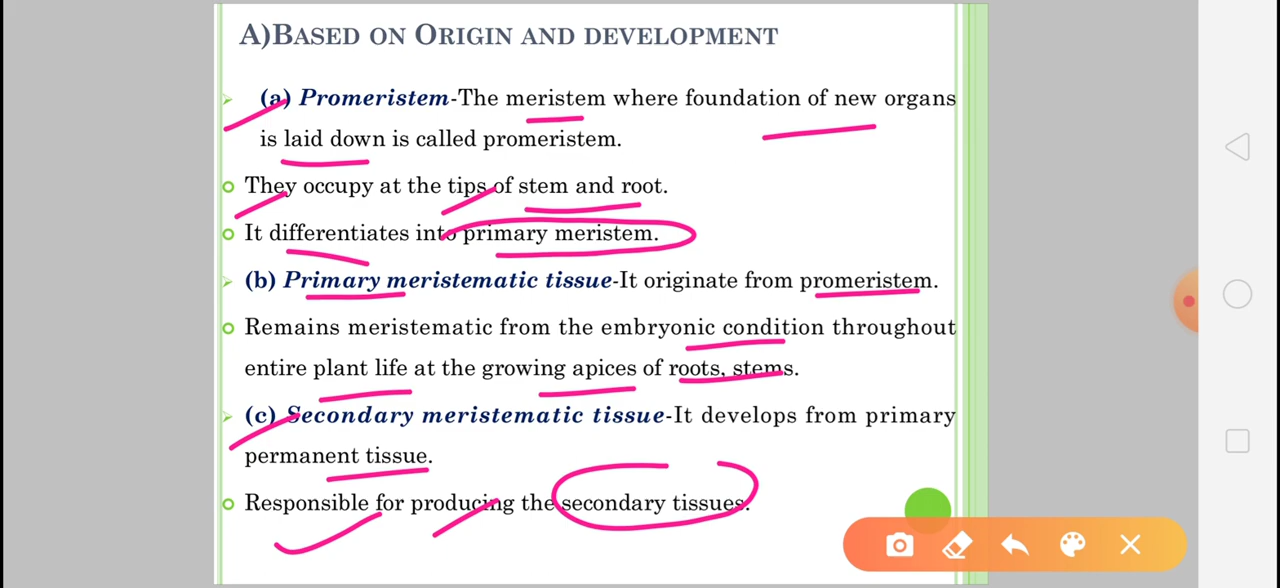 A)BASED ON ORIGIN AND DEVELOPMENT
(a) Promeristem-The meristem where foundation of new organs
is laid down is called promeristem.
They occupy at the tips of stem and root.
It differentiates into primary meristem.
(b) Primary meristematic tissue-It originate from promeristem.
Remains meristematic from the embryonic condition throughout
entire plant life at the growing apices of roots, stems.
(c) Secondary meristematic tissue-It develops from primary
permanent tissue.
Responsible for producing the secondary tissues.